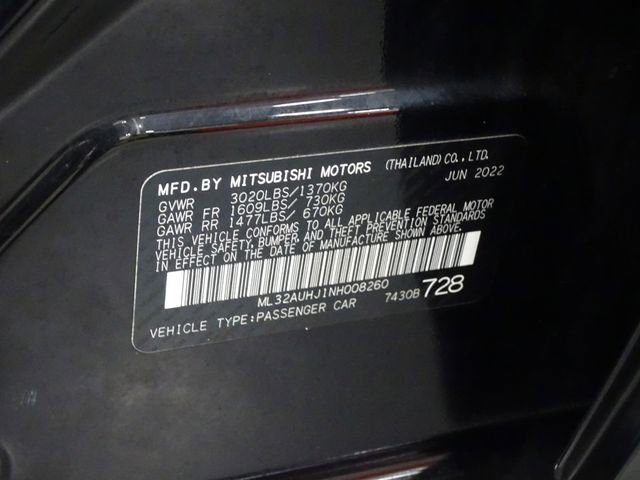 MFD.BY MITSUBISHI MOTORS (THAILAND) CO., LTD.
JUN 2022
GVWR 3020LBS/1370KG
GAWR FR 1609LBS/ 730KG
GAWR RR 1477LBS/ 670KG
THIS VEHICLE CONFORMS TO ALL APPLICABLE FEDERAL MOTOR
VEHICLE SAFETY, BUMPER, AND THEFT PREVENTION STANDARDS
IN EFFECT ON THE DATE OF MANUFACTURE SHOWN ABOVE.
ML32AUHJ1NH008260
7430B 728
VEHICLE TYPE:PASSENGER CAR